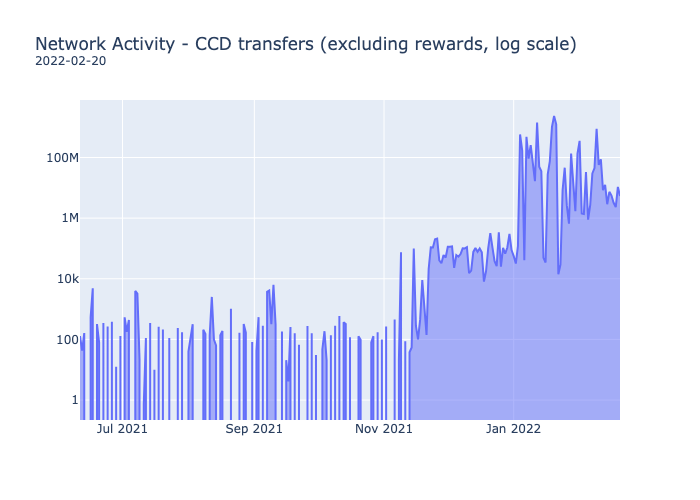 Network Activity - CCD transfers (excluding rewards, log scale)
2022-02-20
100M
1M
10k
100
1
Jul 2021 Sep 2021 Nov 2021 Jan 2022